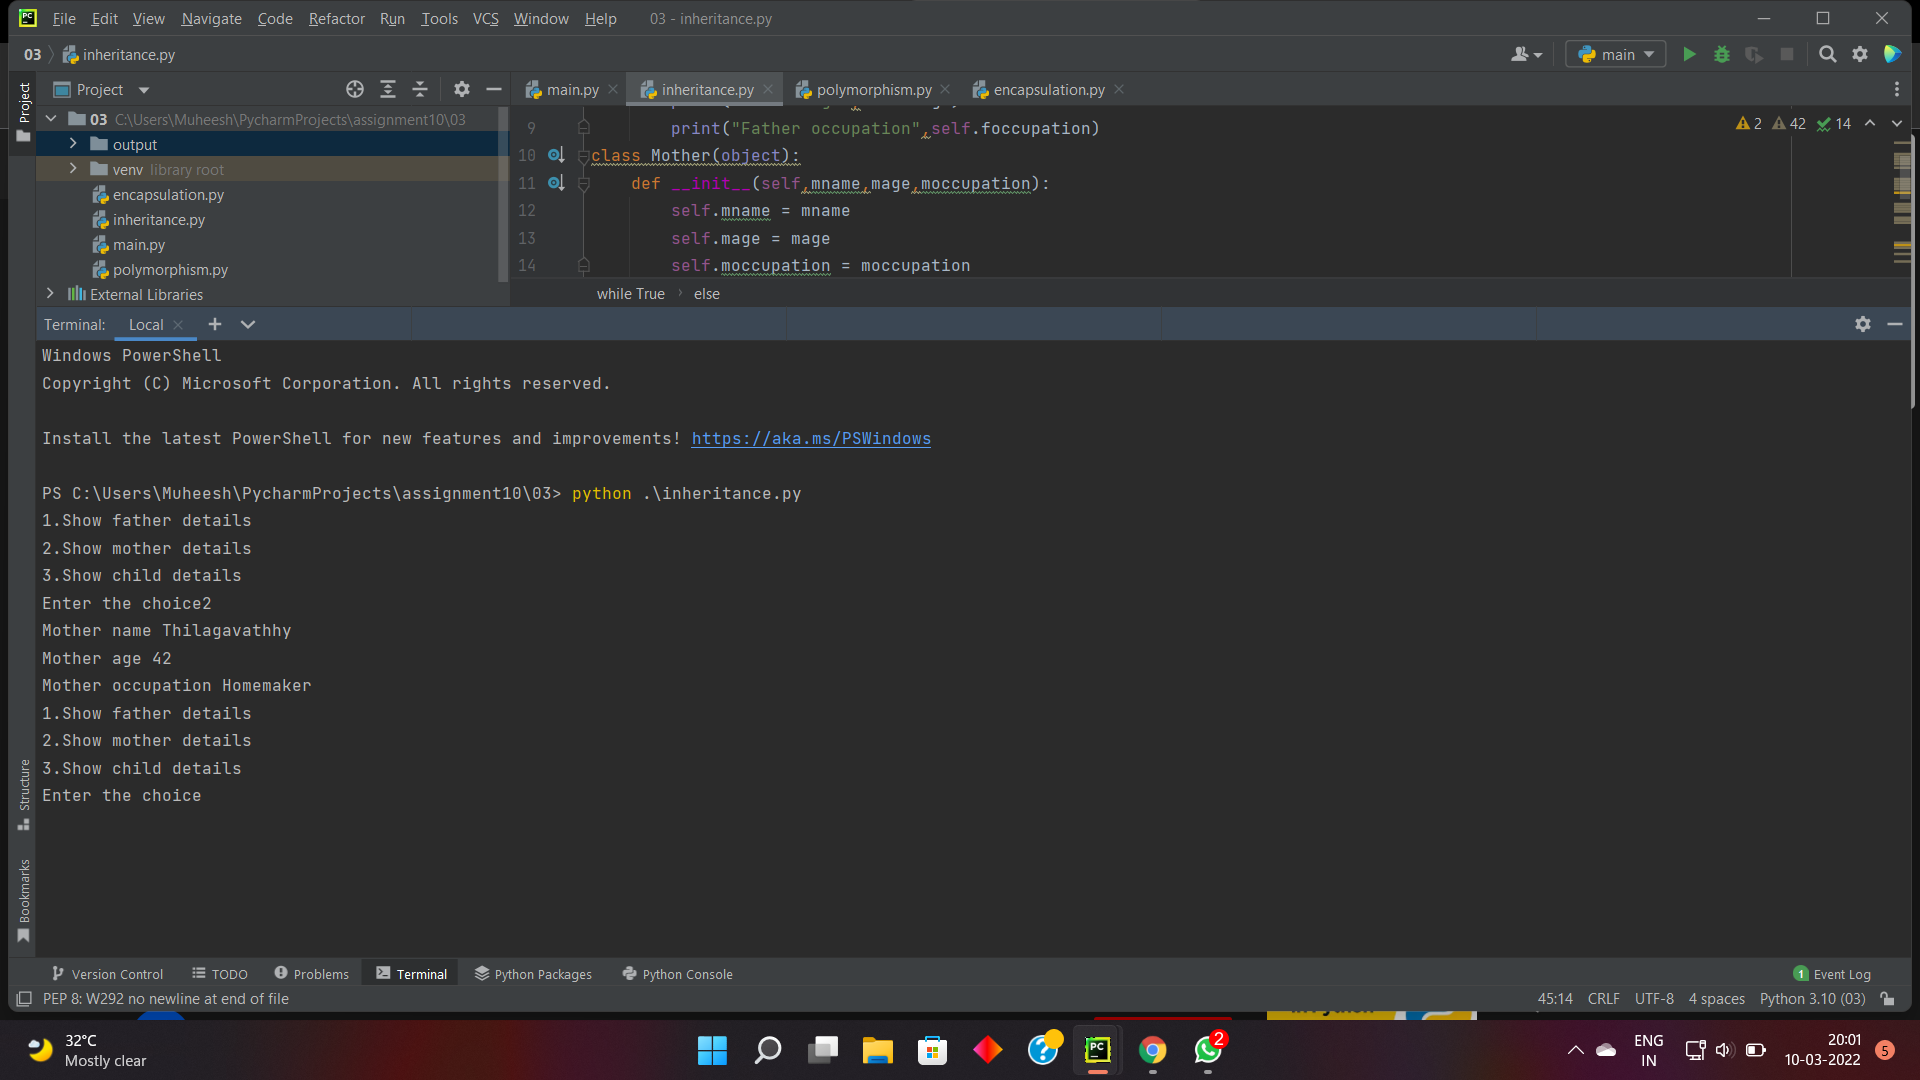 PC File Edit View Navigate Code Refactor Run Tools VCS Window Help 03 - inheritance.py
03 inheritance.py main
Project Project main.py inheritance.py polymorphism.py encapsulation.py
03 C:\Users\Muheesh\PycharmProjects\assignment10\03
output
venv library root
encapsulation.py
inheritance.py
main.py
polymorphism.py
External Libraries
9 print("Father occupation",self.foccupation)
10 class Mother(object):
11 def __init__(self,mname,mage,moccupation):
12 self.mname = mname
13 self.mage = mage
14 self.moccupation = moccupation
2 42 14
while True else
Terminal: Local
Windows PowerShell
Copyright (C) Microsoft Corporation. All rights reserved.
Install the latest PowerShell for new features and improvements! https://aka.ms/PSWindows
PS C:\Users\Muheesh\PycharmProjects\assignment10\03> python .\inheritance.py
1.Show father details
2.Show mother details
3.Show child details
Enter the choice2
Mother name Thilagavathhy
Mother age 42
Mother occupation Homemaker
1.Show father details
2.Show mother details
3.Show child details
Enter the choice
Structure
Bookmarks
Version Control TODO Problems Terminal Python Packages Python Console 1 Event Log
PEP 8: W292 no newline at end of file 45:14 CRLF UTF-8 4 spaces Python 3.10 (03)
32°C
Mostly clear
PC
2
ENG
IN
20:01
10-03-2022
5